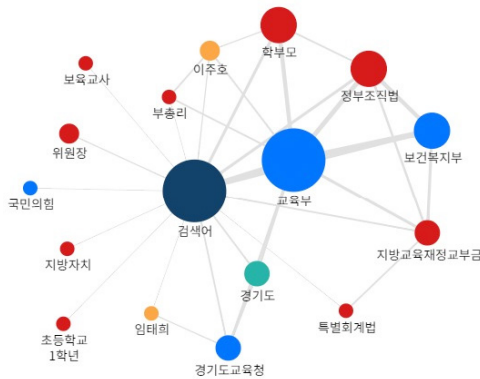 학부모
이주호
보육교사
정부조직법
부총리
위원장
보건복지부
교육부
국민의힘
검색어
지방자치
지방교육재정교부금
경기도
초등학교
1학년
임태희
특별회계법
경기도교육청